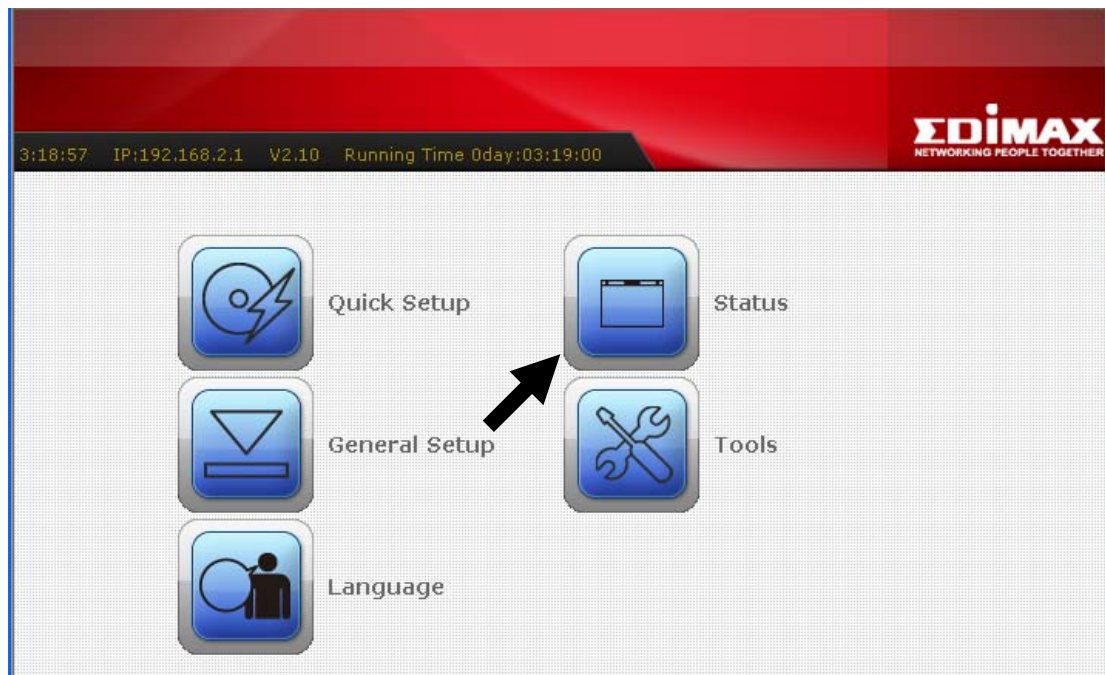 EDiMAX
NETWORKING PEOPLE TOGETHER
3:18:57 IP:192.168.2.1 V2.10 Running Time 0day:03:19:00
Quick Setup
Status
General Setup
Tools
Language